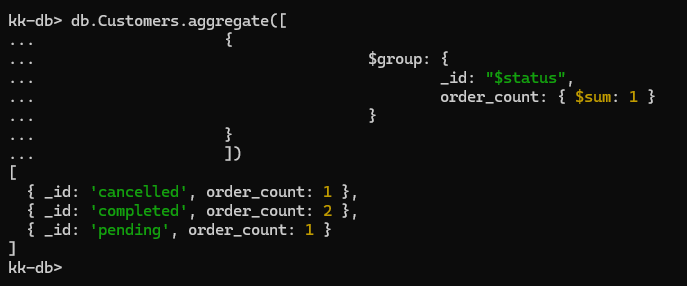 kk-db> db.Customers.aggregate([
... {
... $group: {
... _id: "$status",
... order_count: { $sum: 1 }
... }
... }
... ])
[
{ _id: 'cancelled', order_count: 1 },
{ _id: 'completed', order_count: 2 },
{ _id: 'pending', order_count: 1 }
]
kk-db>